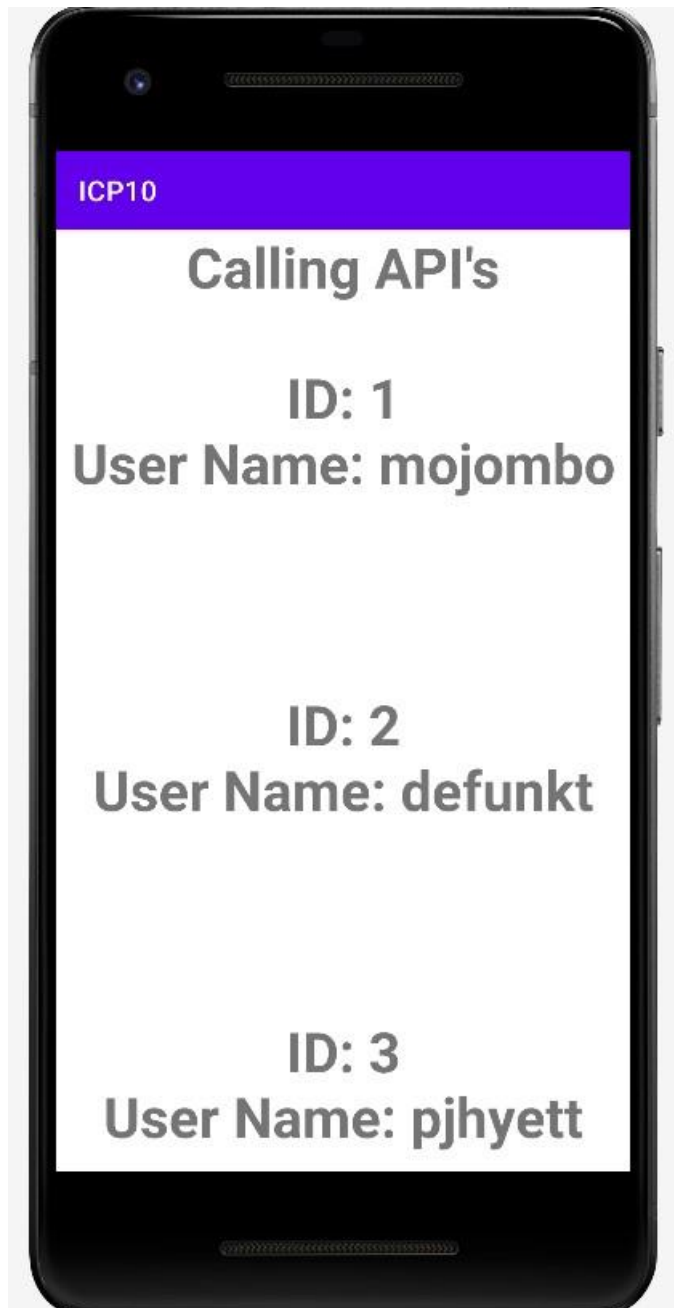 ICP10
Calling API's
ID: 1
User Name: mojombo
ID: 2
User Name: defunkt
ID: 3
User Name: pjhyett